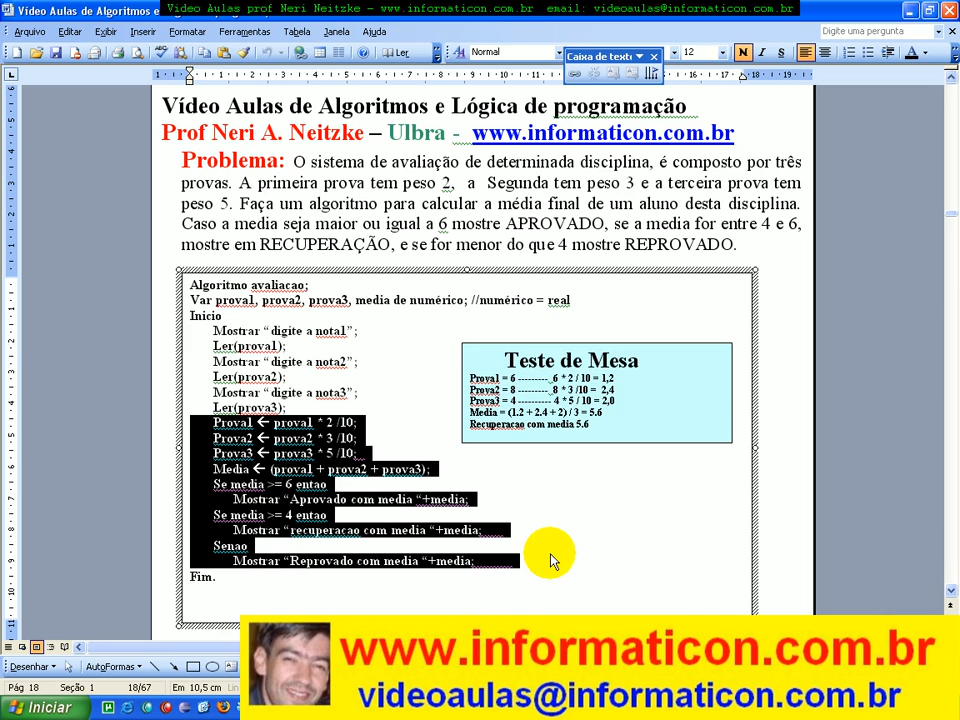 Algoritmos e
Video Aulas prof Neri Neitzke – www.informaticon.com.br email: videoaulas@informaticon.com.br
Arquivo Editar Exibir Inserir Formatar Ferramentas Tabela Janela Ajuda Digite uma pergunta
Ler Normal Caixa de texto 12 N I S A
Vídeo Aulas de Algoritmos e Lógica de programação
Prof Neri A. Neitzke – Ulbra - www.informaticon.com.br
Problema: O sistema de avaliação de determinada disciplina, é composto por três
provas. A primeira prova tem peso 2, a Segunda tem peso 3 e a terceira prova tem
peso 5. Faça um algoritmo para calcular a média final de um aluno desta disciplina.
Caso a media seja maior ou igual a 6 mostre APROVADO, se a media for entre 4 e 6,
mostre em RECUPERAÇÃO, e se for menor do que 4 mostre REPROVADO.
Algoritmo avaliacao;
Var prova1, prova2, prova3, media de numérico; //numérico = real
Inicio
Mostrar “digite a nota1”;
Ler(prova1);
Mostrar “digite a nota2”;
Ler(prova2);
Mostrar “digite a nota3”;
Ler(prova3);
Prova1 ← prova1 * 2 /10;
Prova2 ← prova2 * 3 /10;
Prova3 ← prova3 * 5 /10;
Media ← (prova1 + prova2 + prova3);
Se media >= 6 entao
Mostrar “Aprovado com media “+media;
Se media >= 4 entao
Mostrar “recuperacao com media “+media;
Senao
Mostrar “Reprovado com media “+media;
Fim.
Teste de Mesa
Prova1 = 6 --------- 6 * 2 / 10 = 1,2
Prova2 = 8 --------- 8 * 3 /10 = 2,4
Prova3 = 4 ---------- 4 * 5 / 10 = 2,0
Media = (1.2 + 2.4 + 2) / 3 = 5.6
Recuperacao com media 5.6
www.informaticon.com.br
videoaulas@informaticon.com.br
Desenhar AutoFormas
Pág 18 Seção 1 18/67 Em 10,5 cm
Iniciar